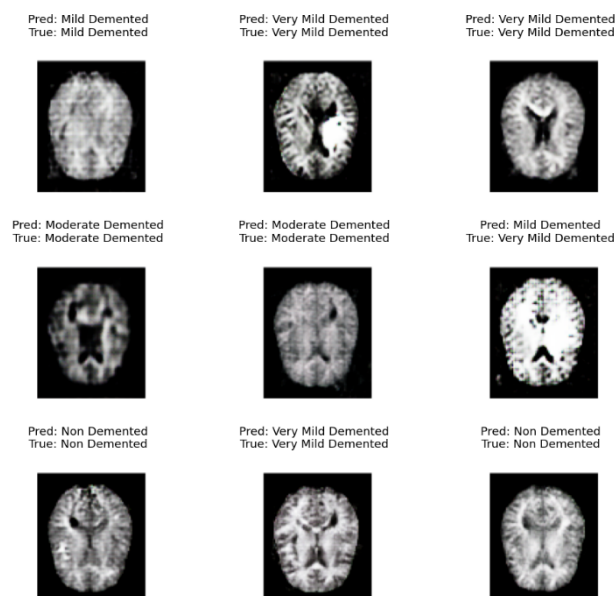 Pred: Mild Demented
True: Mild Demented
Pred: Very Mild Demented
True: Very Mild Demented
Pred: Very Mild Demented
True: Very Mild Demented
Pred: Moderate Demented
True: Moderate Demented
Pred: Moderate Demented
True: Moderate Demented
Pred: Mild Demented
True: Very Mild Demented
Pred: Non Demented
True: Non Demented
Pred: Very Mild Demented
True: Very Mild Demented
Pred: Non Demented
True: Non Demented